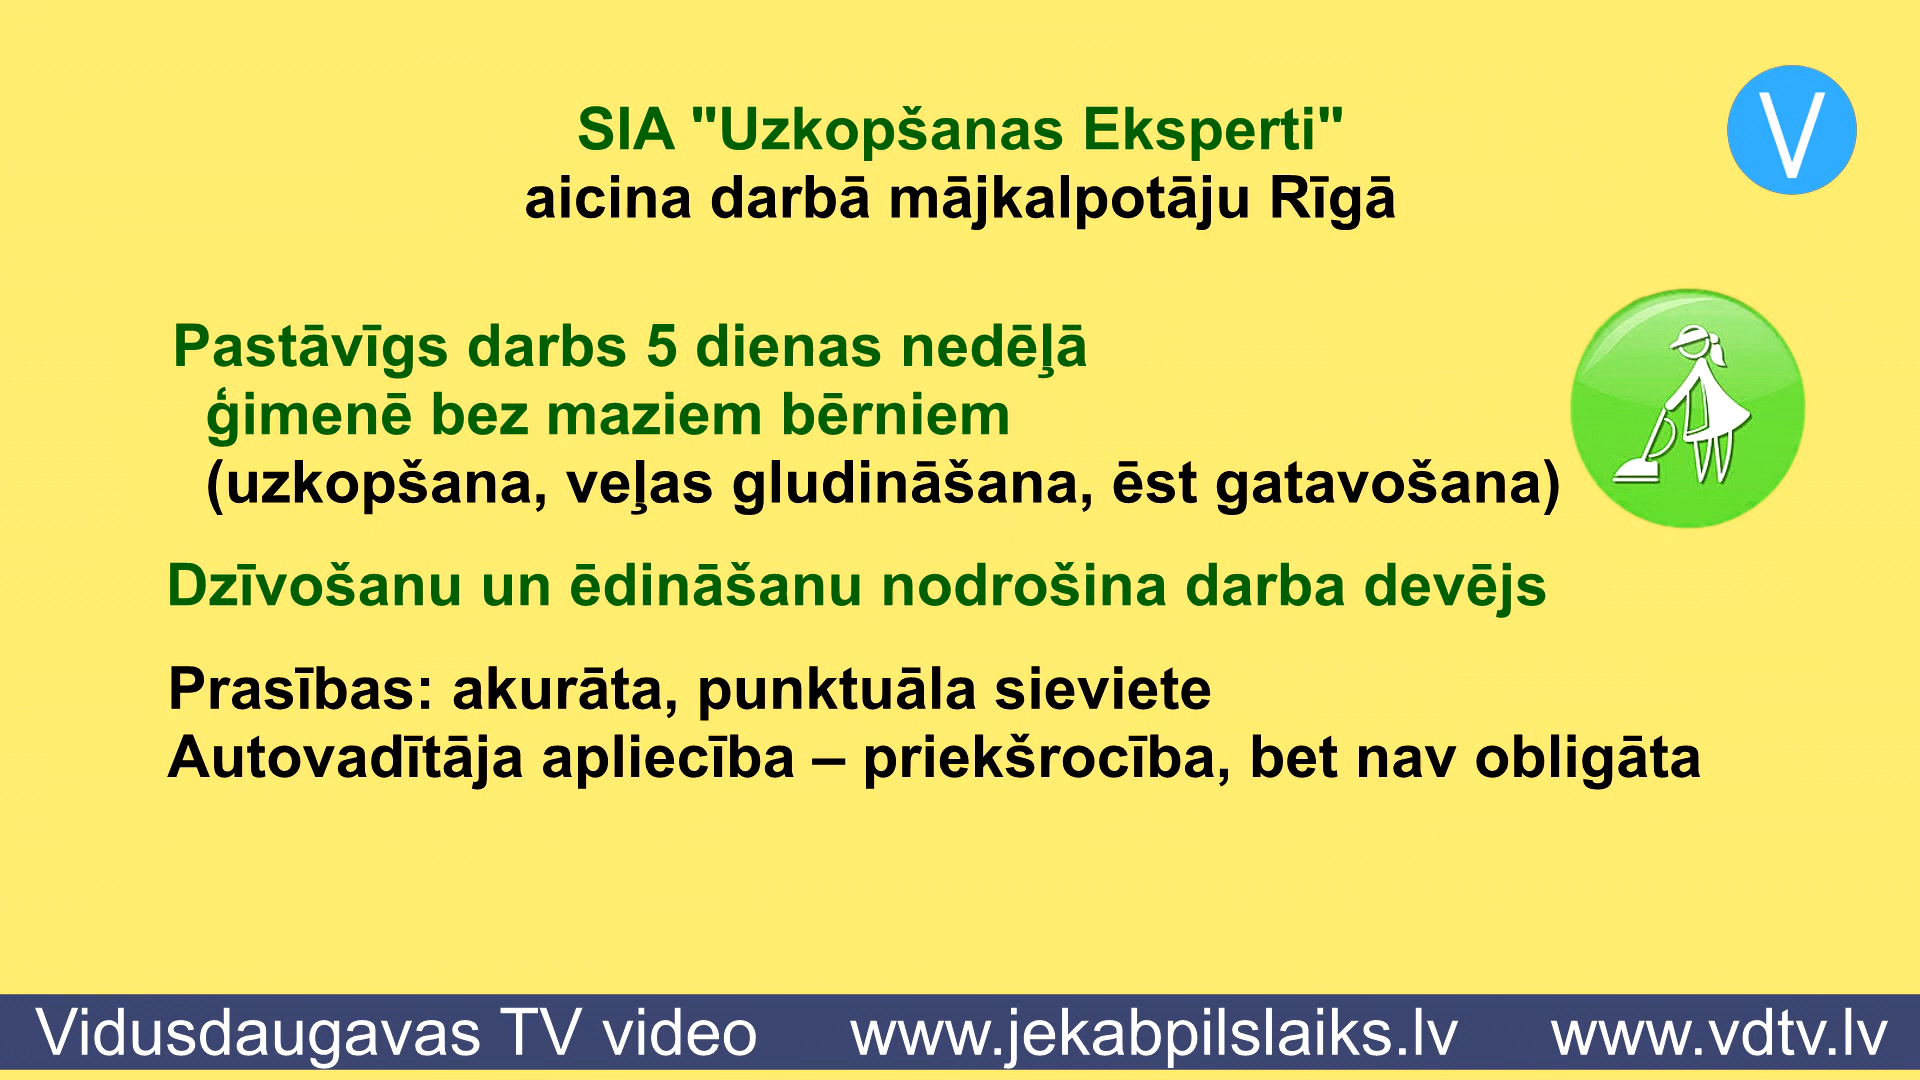 SIA "Uzkopšanas Eksperti"
aicina darbā mājkalpotāju Rīgā
V
Pastāvīgs darbs 5 dienas nedēļā
ģimenē bez maziem bērniem
(uzkopšana, veļas gludināšana, ēst gatavošana)
Dzīvošanu un ēdināšanu nodrošina darba devējs
Prasības: akurāta, punktuāla sieviete
Autovadītāja apliecība – priekšrocība, bet nav obligāta
Vidusdaugavas TV video www.jekabpilslaiks.lv www.vdtv.lv